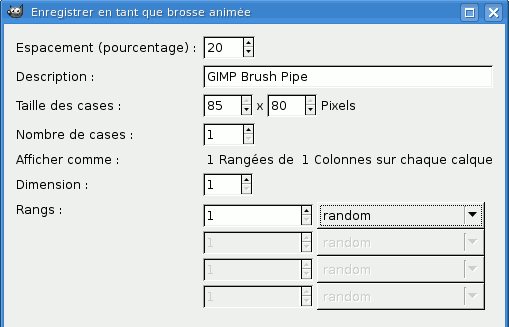 Enregistrer en tant que brosse animée
Espacement (pourcentage) : 20
Description : GIMP Brush Pipe
Taille des cases : 85 x 80 Pixels
Nombre de cases : 1
Afficher comme : 1 Rangées de 1 Colonnes sur chaque calque
Dimension : 1
Rangs : 1 random
1 random
1 random
1 random